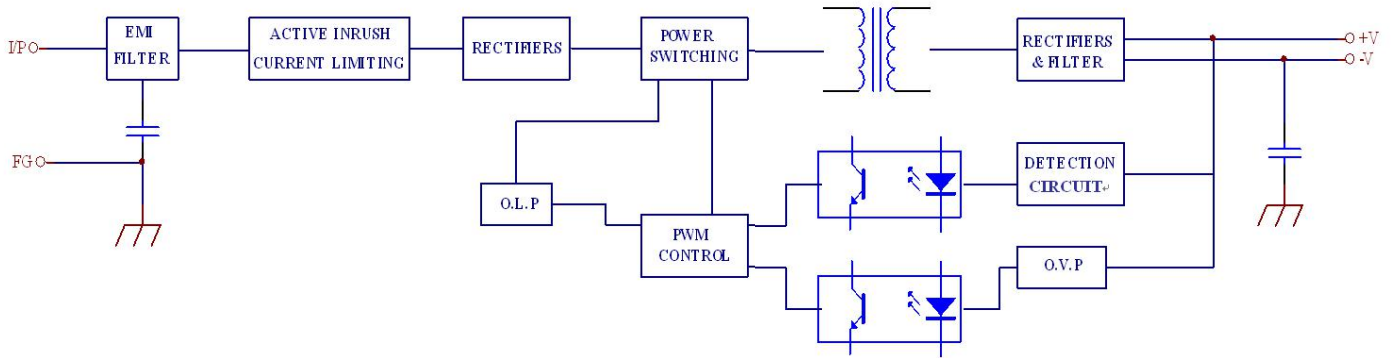 I/P
EMI
FILTER
ACTIVE INRUSH
CURRENT LIMITING
RECTIFIERS
POWER
SWITCHING
RECTIFIERS
& FILTER
+V
-V
FG
O.L.P
PWM
CONTROL
DETECTION
CIRCUIT↵
O.V.P